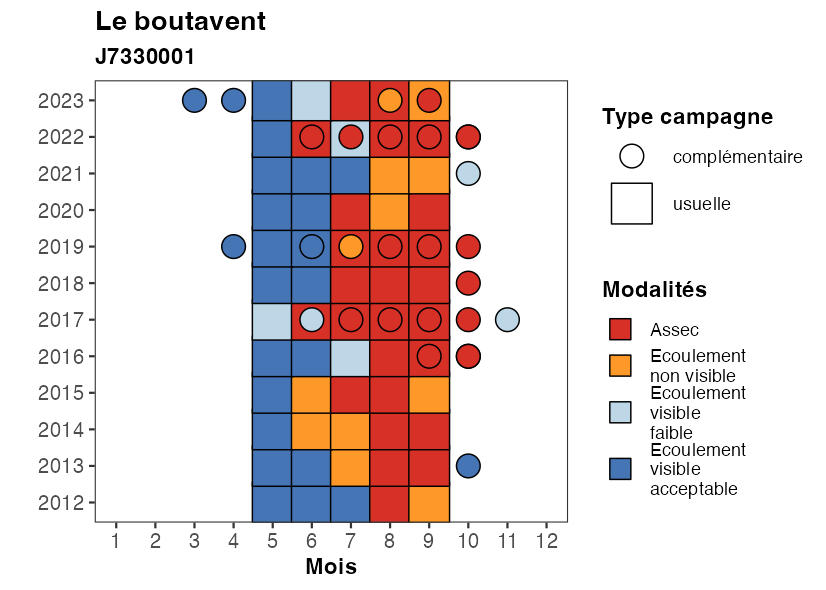 Le boutavent
J7330001
2023
2022
2021
2020
2019
2018
2017
2016
2015
2014
2013
2012
1 2 3 4 5 6 7 8 9 10 11 12
Mois
Type campagne
complémentaire
usuelle
Modalités
Assec
Ecoulement
non visible
Ecoulement
visible
faible
Ecoulement
visible
acceptable